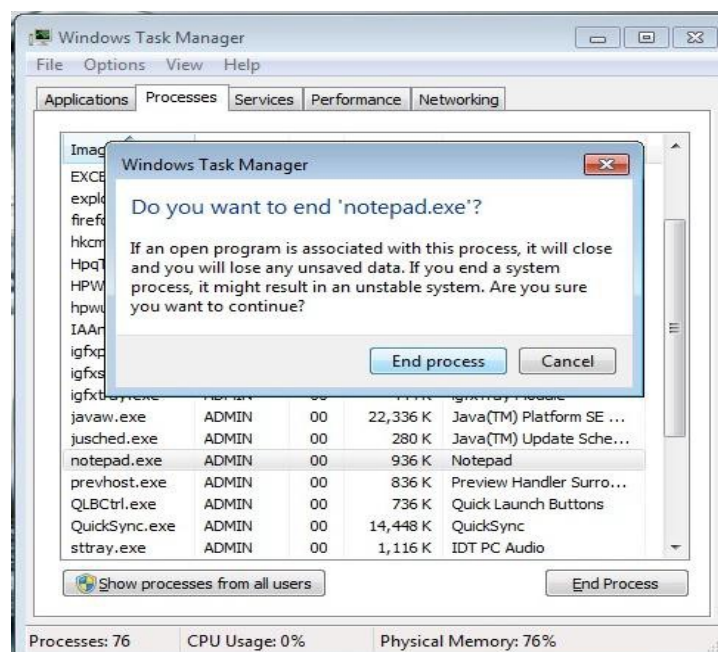 Windows Task Manager
File Options View Help
Applications Processes Services Performance Networking
Windows Task Manager
Do you want to end 'notepad.exe'?
If an open program is associated with this process, it will close
and you will lose any unsaved data. If you end a system
process, it might result in an unstable system. Are you sure
you want to continue?
End process Cancel
javaw.exe ADMIN 00 22,336 K Java(TM) Platform SE ...
jusched.exe ADMIN 00 280 K Java(TM) Update Sche...
notepad.exe ADMIN 00 936 K Notepad
prevhost.exe ADMIN 00 836 K Preview Handler Surro...
QLBCtrl.exe ADMIN 00 736 K Quick Launch Buttons
QuickSync.exe ADMIN 00 14,448 K QuickSync
sttray.exe ADMIN 00 1,116 K IDT PC Audio
Show processes from all users End Process
Processes: 76 CPU Usage: 0% Physical Memory: 76%